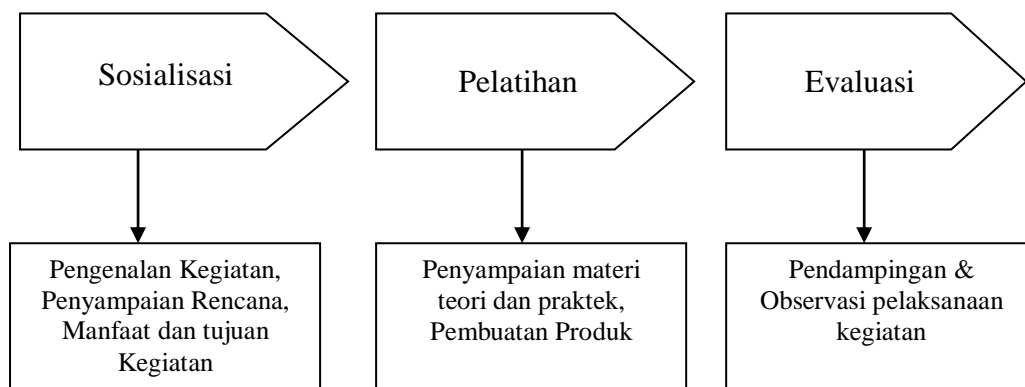 Sosialisasi
Pelatihan
Evaluasi
Pengenalan Kegiatan,
Penyampaian Rencana,
Manfaat dan tujuan
Kegiatan
Penyampaian materi
teori dan praktek,
Pembuatan Produk
Pendampingan &
Observasi pelaksanaan
kegiatan